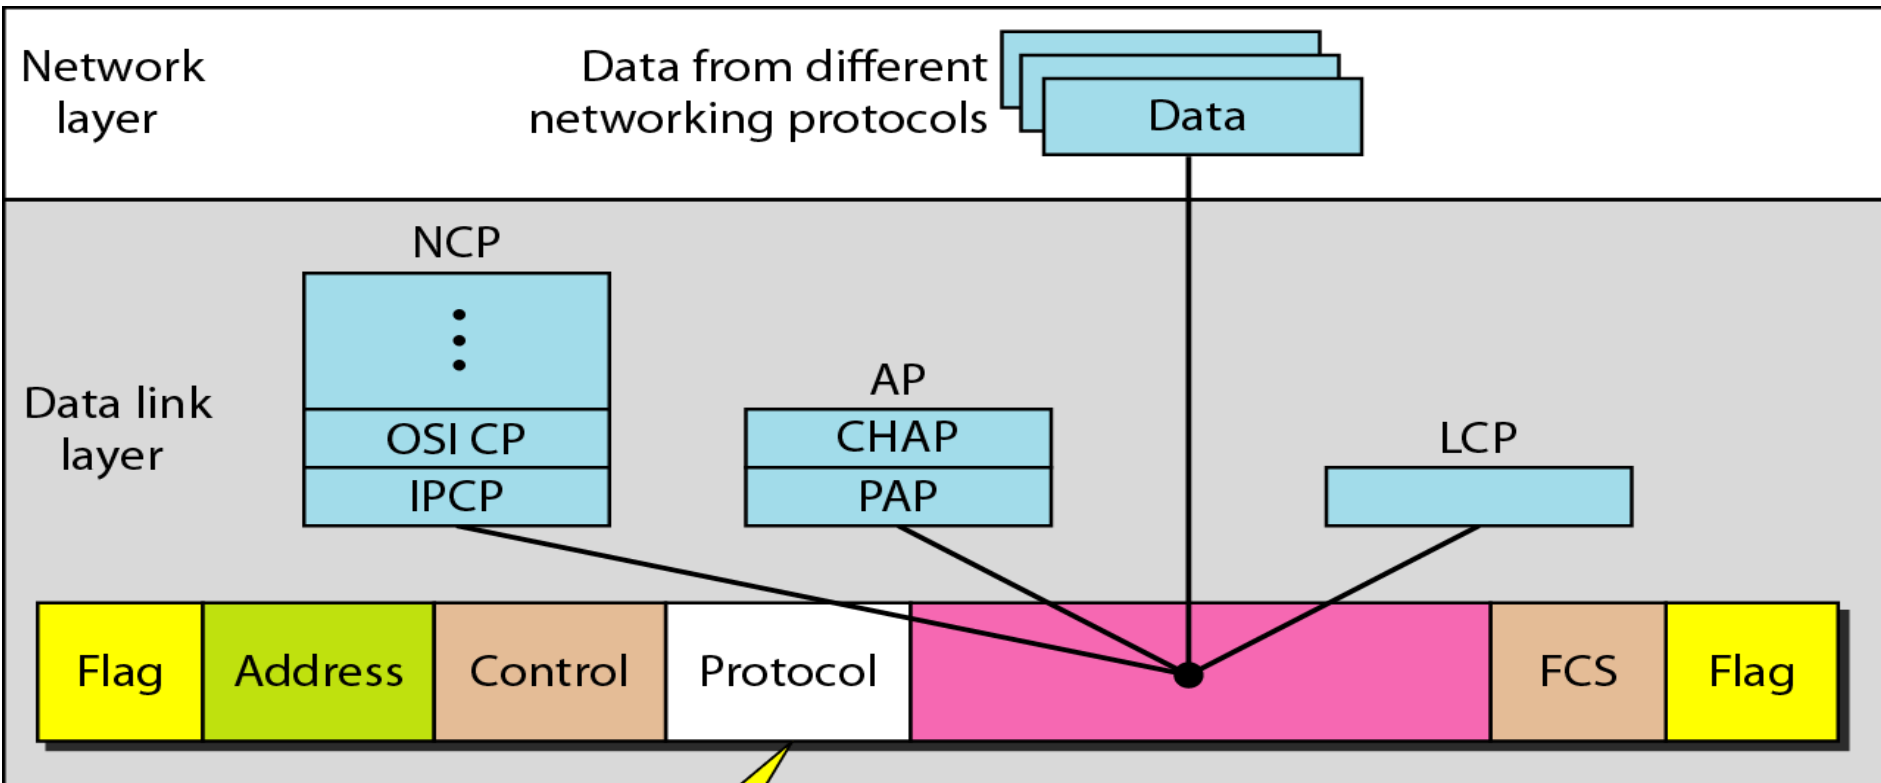 Network
layer
Data from different
networking protocols
Data
NCP
OSI CP
IPCP
AP
CHAP
PAP
LCP
Data link
layer
Flag
Address
Control
Protocol
FCS
Flag